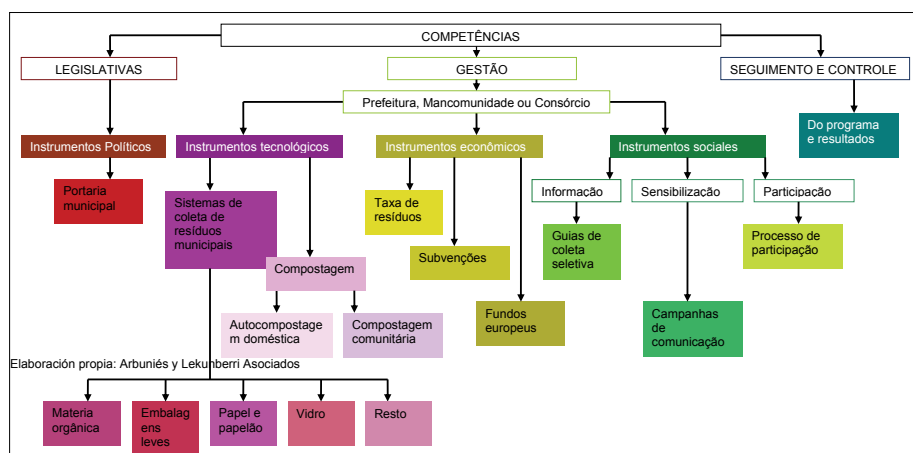 COMPETÊNCIAS
LEGISLATIVAS
GESTÃO
SEGUIMENTO E CONTROLE
Prefeitura, Mancomunidade ou Consórcio
Do programa
e resultados
Instrumentos Políticos
Instrumentos tecnológicos
Instrumentos econômicos
Instrumentos sociales
Portaria
municipal
Sistemas de
coleta de
resíduos
municipais
Taxa de
resíduos
Informação
Sensibilização
Participação
Guias de
coleta
seletiva
Processo de
participação
Subvenções
Compostagem
Autocompostage
m doméstica
Compostagem
comunitária
Fundos
europeus
Campanhas
de
comunicação
Elaboración propia: Arbuniés y Lekunberri Asociados
Materia
orgânica
Embalag
ens
leves
Papel e
papelão
Vidro
Resto